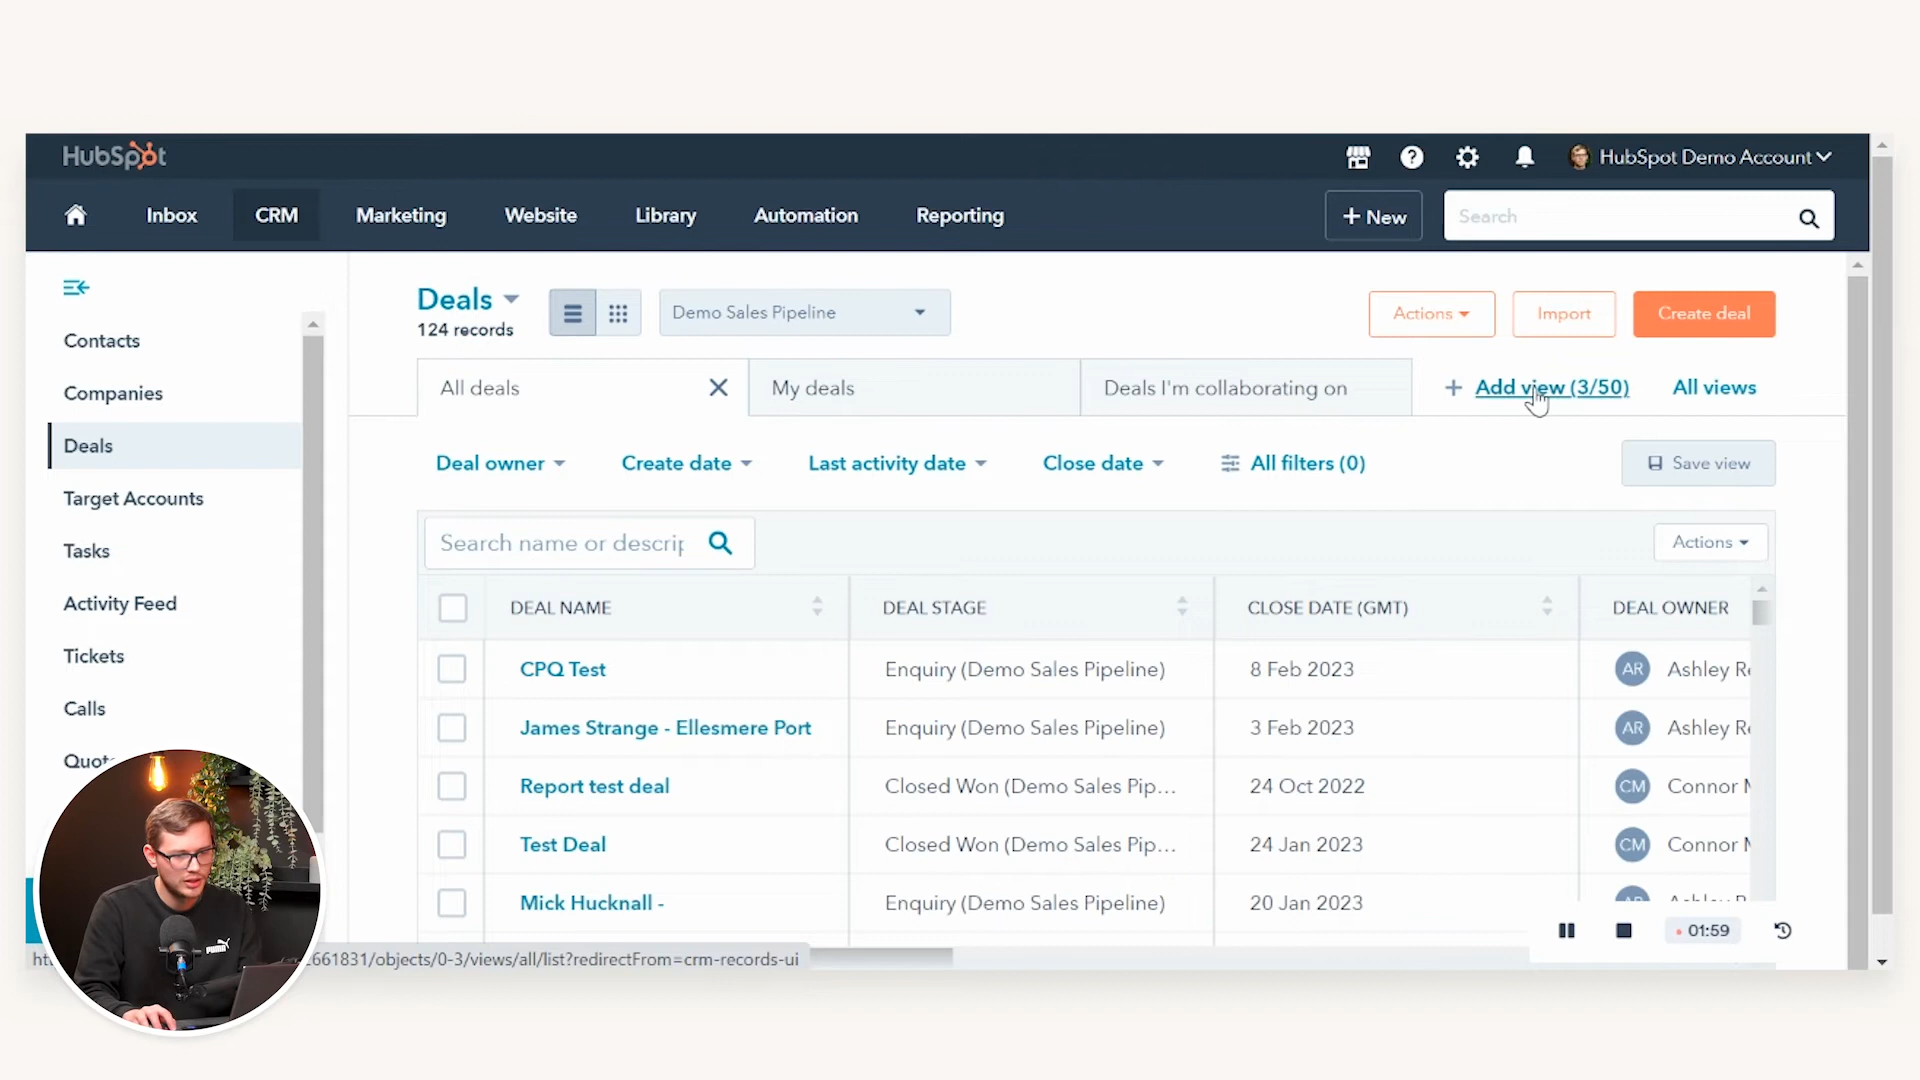 HubSpot
HubSpot Demo Account
Inbox
CRM
Marketing
Website
Library
Automation
Reporting
+ New
Search
Contacts
Companies
Deals
Target Accounts
Tasks
Activity Feed
Tickets
Calls
Deals
124 records
Demo Sales Pipeline
Actions
Import
Create deal
All deals
My deals
Deals I'm collaborating on
+ Add view (3/50)
All views
Deal owner
Create date
Last activity date
Close date
All filters (0)
Save view
Search name or descrip
Actions
DEAL NAME
DEAL STAGE
CLOSE DATE (GMT)
DEAL OWNER
CPQ Test
Enquiry (Demo Sales Pipeline)
8 Feb 2023
AR
Ashley Re
James Strange - Ellesmere Port
Enquiry (Demo Sales Pipeline)
3 Feb 2023
AR
Ashley Re
Report test deal
Closed Won (Demo Sales Pip...
24 Oct 2022
CM
Connor M
Test Deal
Closed Won (Demo Sales Pip...
24 Jan 2023
CM
Connor M
Mick Hucknall -
Enquiry (Demo Sales Pipeline)
20 Jan 2023
01:59
661831/objects/0-3/views/all/list?redirectFrom=crm-records-ui
PUMA